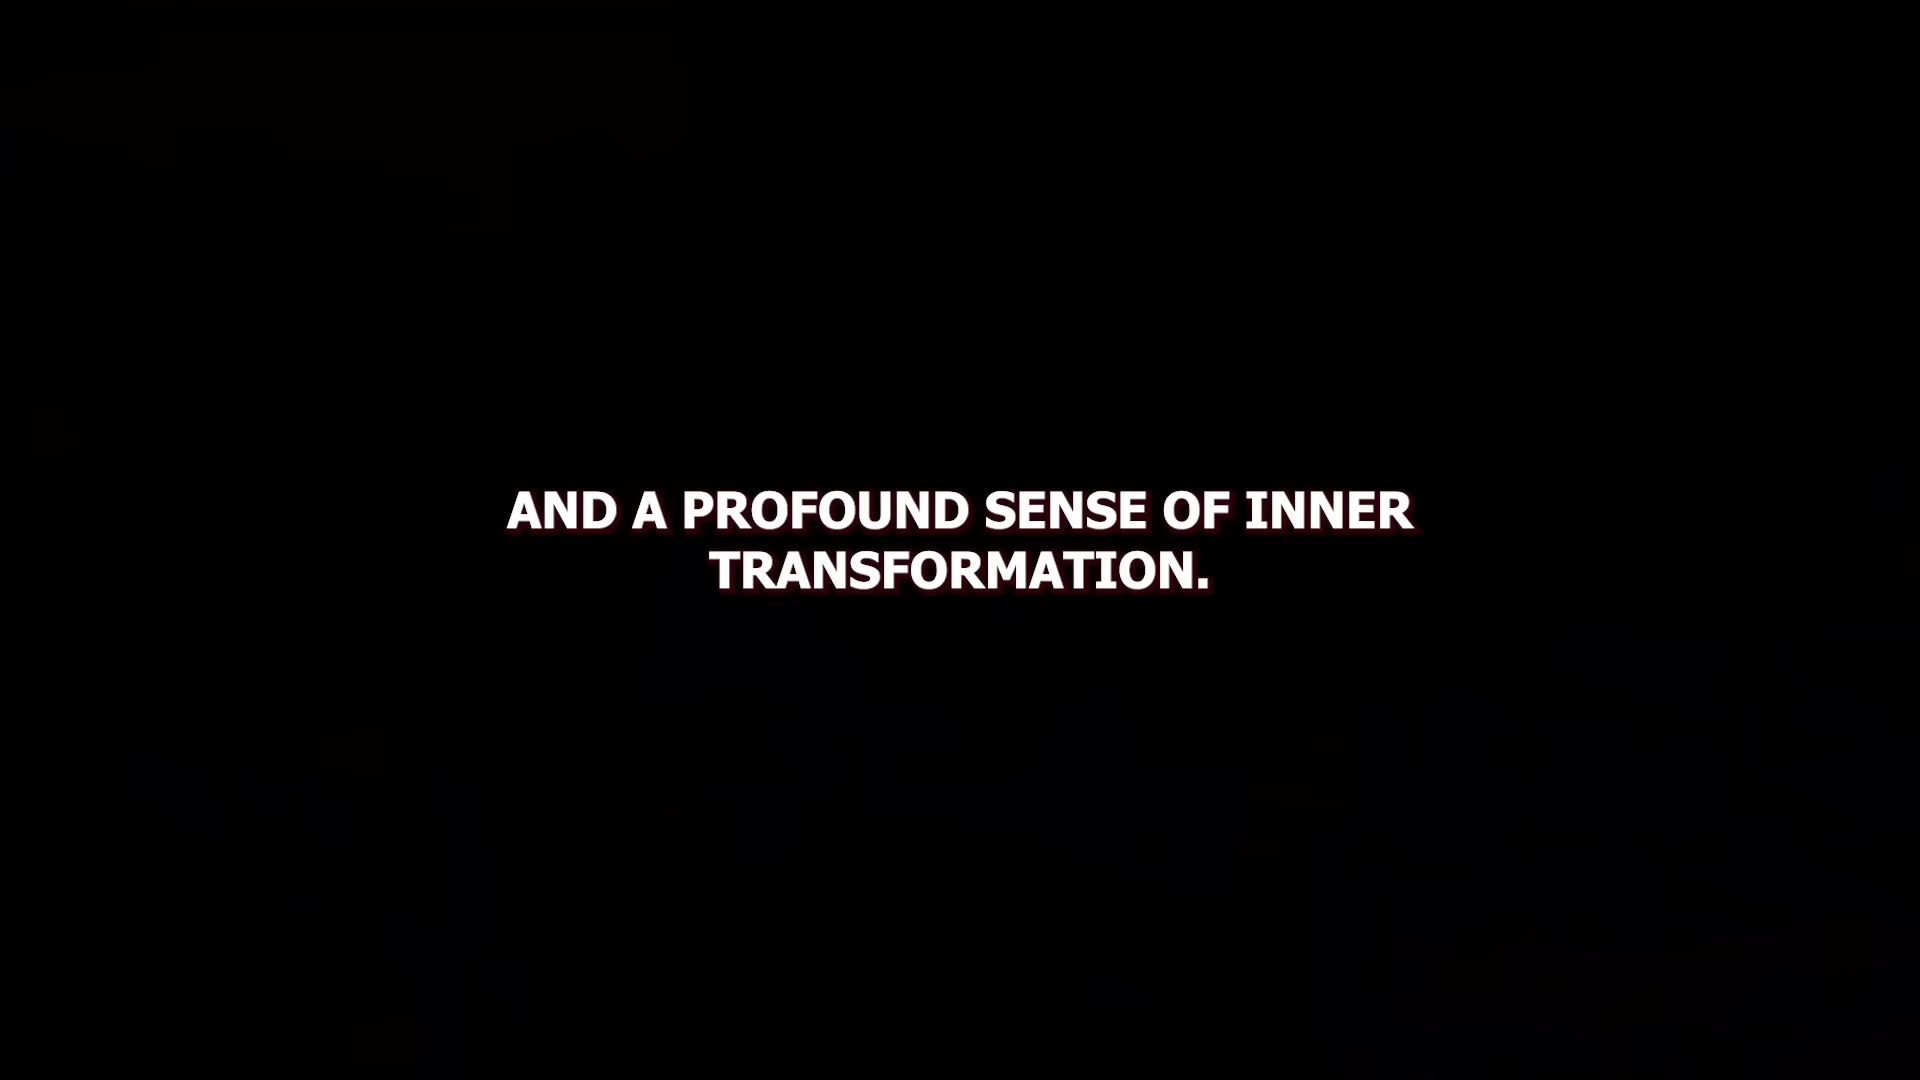 AND A PROFOUND SENSE OF INNER
TRANSFORMATION.